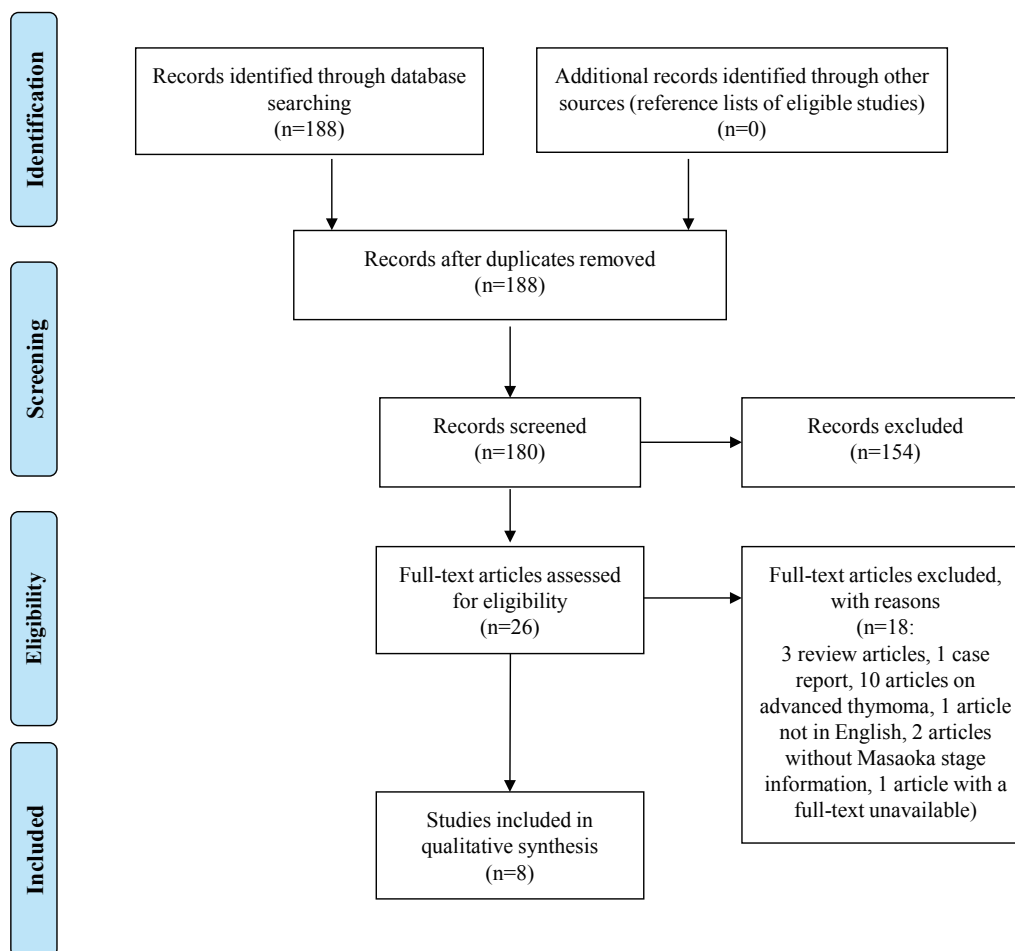 Identification
Records identified through database
searching
(n=188)
Additional records identified through other
sources (reference lists of eligible studies)
(n=0)
Records after duplicates removed
(n=188)
Screening
Records screened
(n=180)
Records excluded
(n=154)
Eligibility
Full-text articles assessed
for eligibility
(n=26)
Full-text articles excluded,
with reasons
(n=18:
3 review articles, 1 case
report, 10 articles on
advanced thymoma, 1 article
not in English, 2 articles
without Masaoka stage
information, 1 article with a
full-text unavailable)
Included
Studies included in
qualitative synthesis
(n=8)